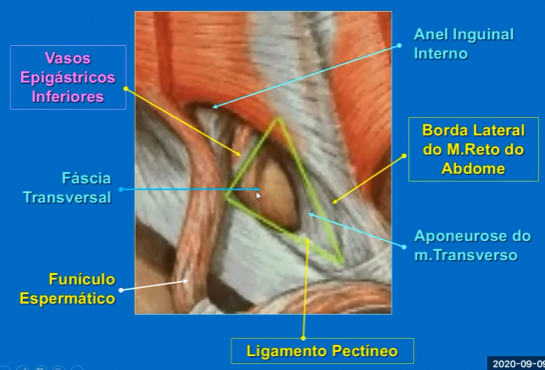 Vasos
Epigástricos
Inferiores
Anel Inguinal
Interno
Borda Lateral
do M.Reto do
Abdome
Fáscia
Transversal
Aponeurose do
m.Transverso
Funículo
Espermático
Ligamento Pectíneo
2020-09-09